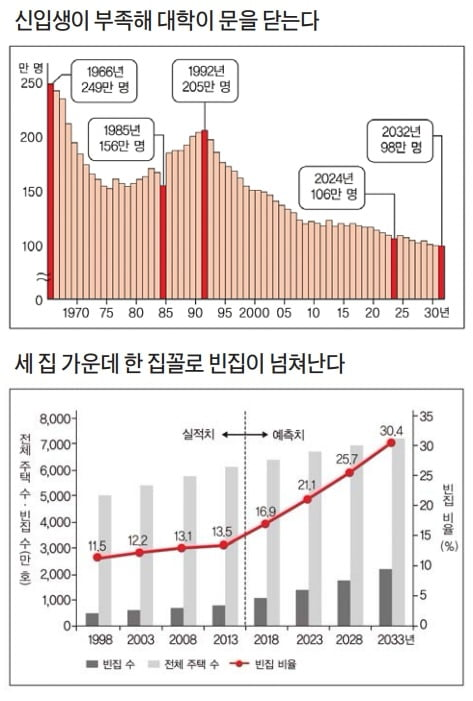 신입생이 부족해 대학이 문을 닫는다
만 명
250
200
150
100
0
1966년
249만 명
1985년
156만 명
1992년
205만 명
2024년
106만 명
2032년
98만 명
1970 75 80 85 90 95 2000 05 10 15 20 25 30년
세 집 가운데 한 집꼴로 빈집이 넘쳐난다
전체 주택 수·빈집 수(만 호)
8,000
7,000
6,000
5,000
4,000
3,000
2,000
1,000
0
실적치 예측치
11.5 12.2 13.1 13.5 16.9 21.1 25.7 30.4
35
30
25
20
15
10
5
0
빈집 비율(%)
1998 2003 2008 2013 2018 2023 2028 2033년
빈집 수 전체 주택 수 빈집 비율